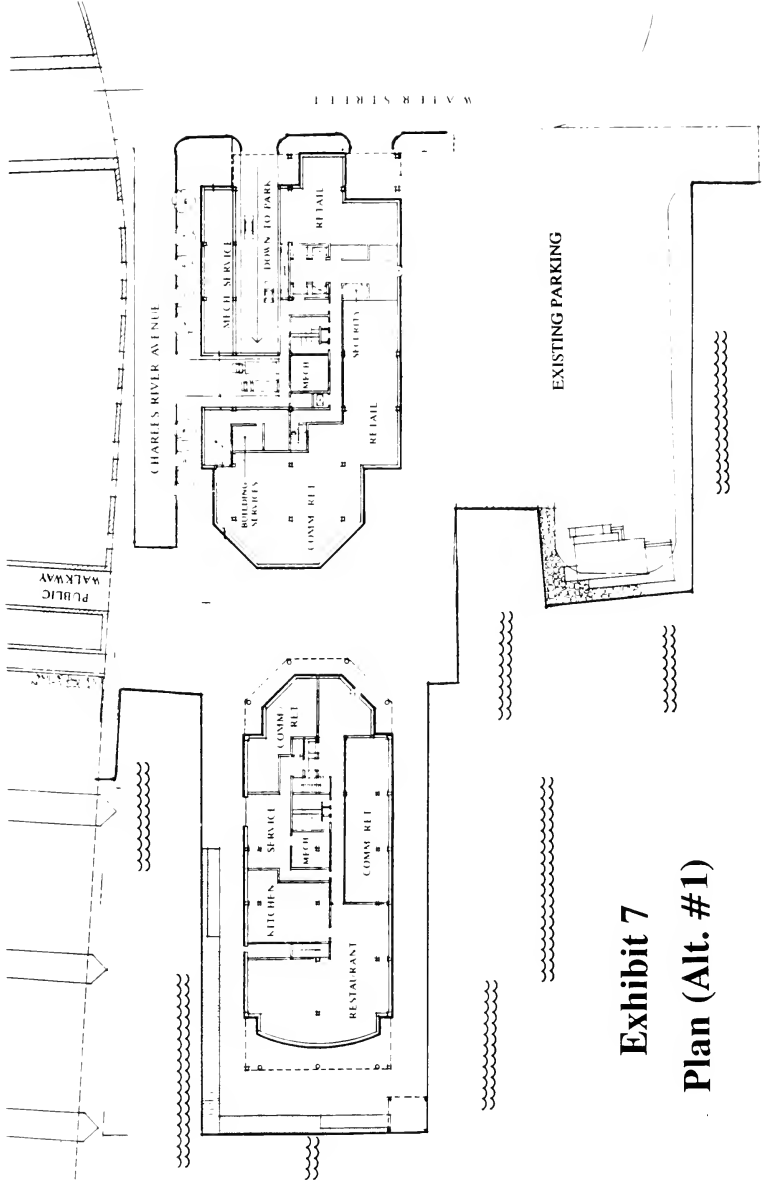 WATER STREET
CHARLES RIVER AVENUE
MECH SERVICE
DOWN TO PARK
RETAIL
MECH
SECURITY
RETAIL
BUILDING
SERVICES
COMM RET
EXISTING PARKING
PUBLIC
WALKWAY
COMM-
RET
SERVICE
MECH
KITCHEN
COMM RET
RESTAURANT
Exhibit 7
Plan (Alt. #1)